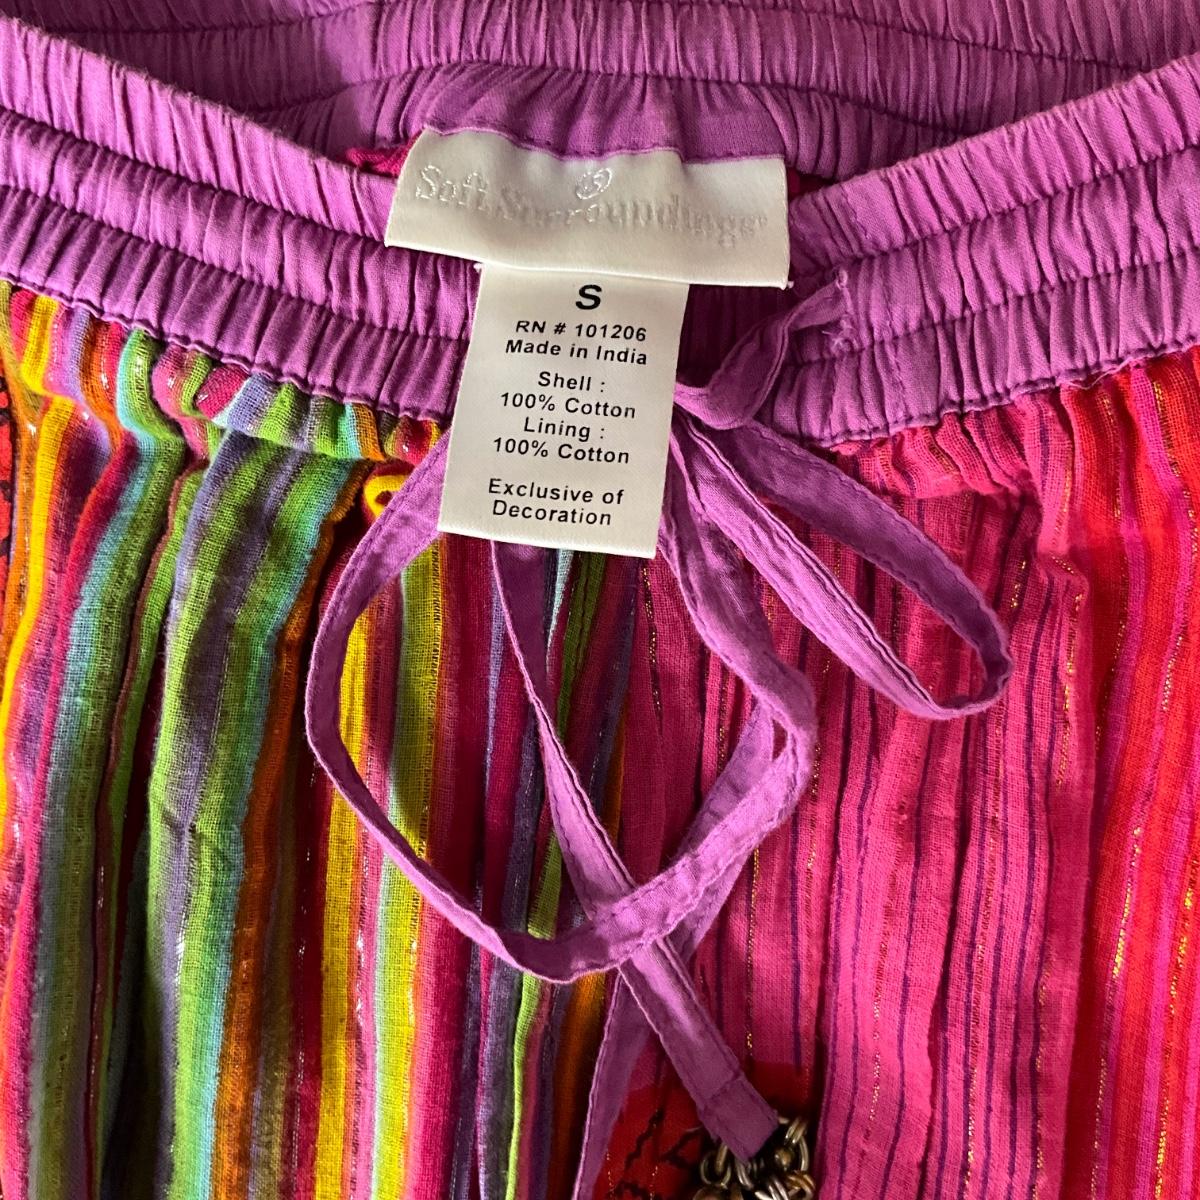 Soft Surroundings
S
RN # 101206
Made in India
Shell :
100% Cotton
Lining :
100% Cotton
Exclusive of
Decoration